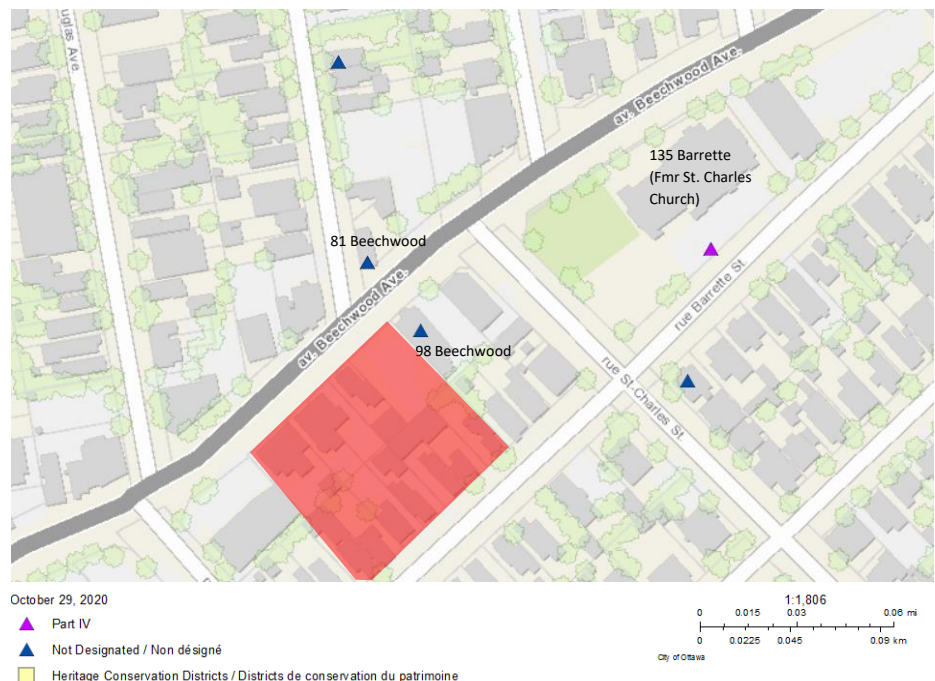 uglas Ave.
av. Beechwood Ave.
135 Barrette
(Fmr St. Charles
Church)
81 Beechwood
rue Barrette St.
av. Beechwood Ave.
98 Beechwood
rue St-Charles St.
October 29, 2020
Part IV
Not Designated / Non désigné
Heritage Conservation Districts / Districts de conservation du patrimoine
1:1,806
0 0.015 0.03 0.06 mi
0 0.0225 0.045 0.09 km
City of Ottawa